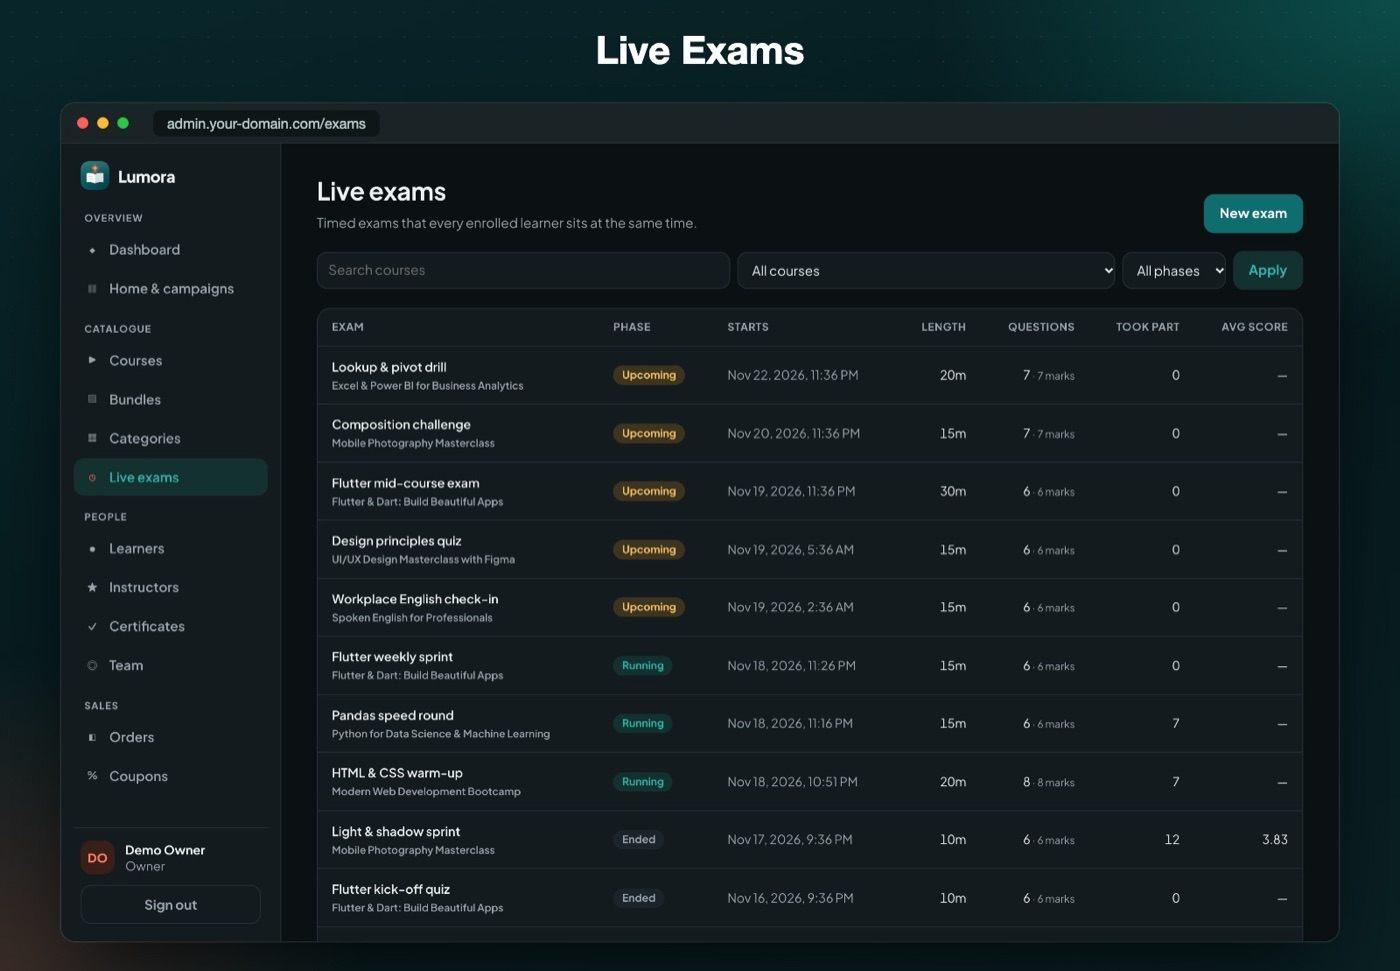 Live Exams
admin.your-domain.com/exams
Lumora
OVERVIEW
Dashboard
Home & campaigns
CATALOGUE
Courses
Bundles
Categories
Live exams
PEOPLE
Learners
Instructors
Certificates
Team
SALES
Orders
% Coupons
DO
Demo Owner
Owner
Sign out
Live exams
Timed exams that every enrolled learner sits at the same time.
New exam
Search courses
All courses
All phases
Apply
EXAM PHASE STARTS LENGTH QUESTIONS TOOK PART AVG SCORE
Lookup & pivot drill
Excel & Power BI for Business Analytics
Upcoming Nov 22, 2026, 11:36 PM 20m 7 · 7 marks 0 —
Composition challenge
Mobile Photography Masterclass
Upcoming Nov 20, 2026, 11:36 PM 15m 7 · 7 marks 0 —
Flutter mid-course exam
Flutter & Dart: Build Beautiful Apps
Upcoming Nov 19, 2026, 11:36 PM 30m 6 · 6 marks 0 —
Design principles quiz
UI/UX Design Masterclass with Figma
Upcoming Nov 19, 2026, 5:36 AM 15m 6 · 6 marks 0 —
Workplace English check-in
Spoken English for Professionals
Upcoming Nov 19, 2026, 2:36 AM 15m 6 · 6 marks 0 —
Flutter weekly sprint
Flutter & Dart: Build Beautiful Apps
Running Nov 18, 2026, 11:26 PM 15m 6 · 6 marks 0 —
Pandas speed round
Python for Data Science & Machine Learning
Running Nov 18, 2026, 11:16 PM 15m 6 · 6 marks 7 —
HTML & CSS warm-up
Modern Web Development Bootcamp
Running Nov 18, 2026, 10:51 PM 20m 8 · 8 marks 7 —
Light & shadow sprint
Mobile Photography Masterclass
Ended Nov 17, 2026, 9:36 PM 10m 6 · 6 marks 12 3.83
Flutter kick-off quiz
Flutter & Dart: Build Beautiful Apps
Ended Nov 16, 2026, 9:36 PM 10m 6 · 6 marks 0 —